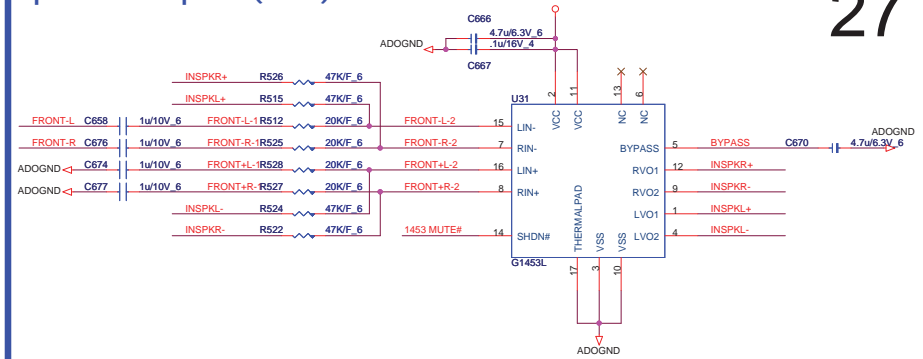 27
C666
4.7u/6.3V_6
ADOGND
.1u/16V_4
C667
INSPKR+ R526 47K/F_6
INSPKL+ R515 47K/F_6
FRONT-L C658 1u/10V_6 FRONT-L-1 R512 20K/F_6 FRONT-L-2
FRONT-R C676 1u/10V_6 FRONT-R-1 R525 20K/F_6 FRONT-R-2
ADOGND C674 1u/10V_6 FRONT+L-1 R528 20K/F_6 FRONT+L-2
ADOGND C677 1u/10V_6 FRONT+R-1 R527 20K/F_6 FRONT+R-2
INSPKL- R524 47K/F_6
INSPKR- R522 47K/F_6
1453 MUTE#
U31
2 11 13 6
VCC VCC NC NC
15 LIN-
7 RIN-
16 LIN+
8 RIN+
14 SHDN#
BYPASS 5 BYPASS C670 4.7u/6.3V_6 ADOGND
RVO1 12 INSPKR+
RVO2 9 INSPKR-
LVO1 1 INSPKL+
LVO2 4 INSPKL-
THERMALPAD VSS VSS
G1453L
17 3 10
ADOGND